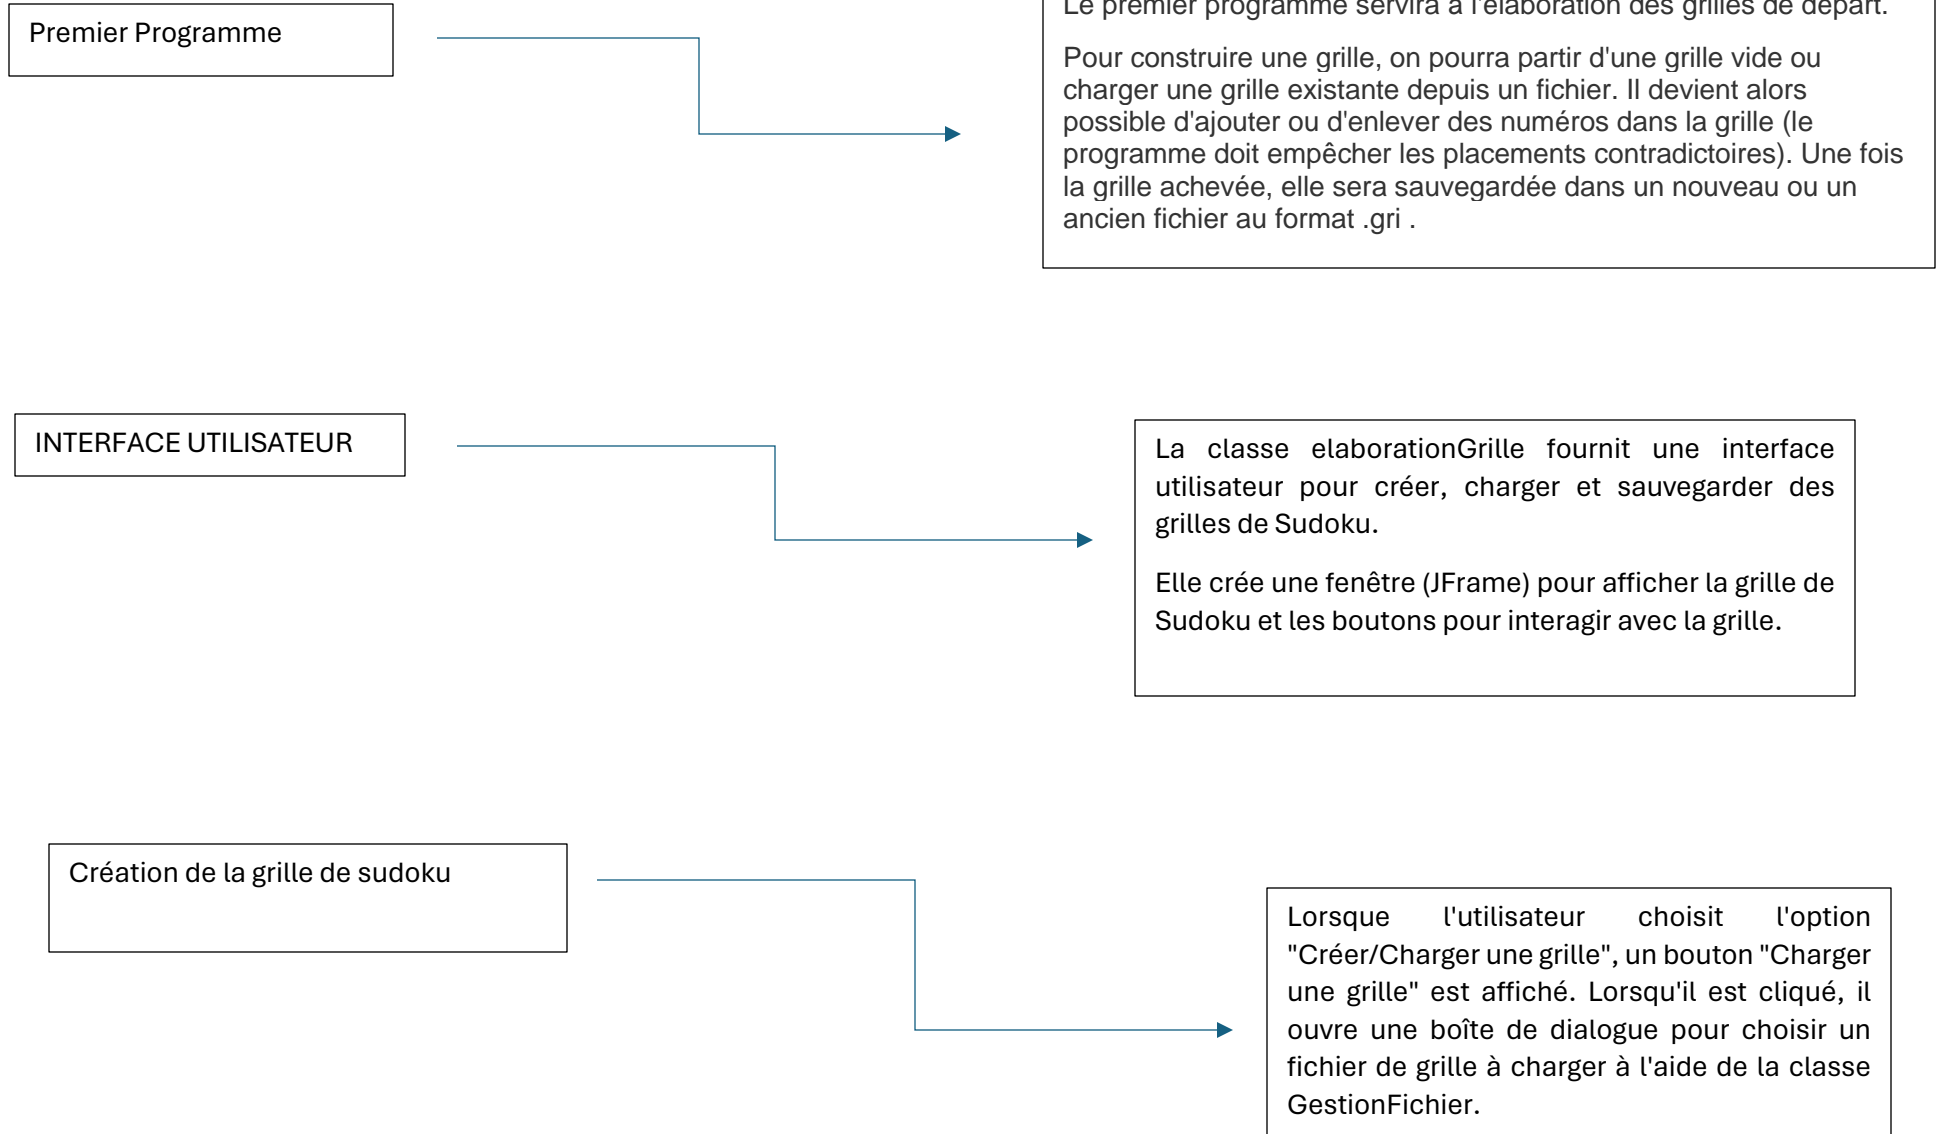 Premier Programme
Le premier programme servira à l'élaboration des grilles de départ.
Pour construire une grille, on pourra partir d'une grille vide ou
charger une grille existante depuis un fichier. Il devient alors
possible d'ajouter ou d'enlever des numéros dans la grille (le
programme doit empêcher les placements contradictoires). Une fois
la grille achevée, elle sera sauvegardée dans un nouveau ou un
ancien fichier au format .gri .
INTERFACE UTILISATEUR
La classe elaborationGrille fournit une interface
utilisateur pour créer, charger et sauvegarder des
grilles de Sudoku.
Elle crée une fenêtre (JFrame) pour afficher la grille de
Sudoku et les boutons pour interagir avec la grille.
Création de la grille de sudoku
Lorsque l'utilisateur choisit l'option
"Créer/Charger une grille", un bouton "Charger
une grille" est affiché. Lorsqu'il est cliqué, il
ouvre une boîte de dialogue pour choisir un
fichier de grille à charger à l'aide de la classe
GestionFichier.